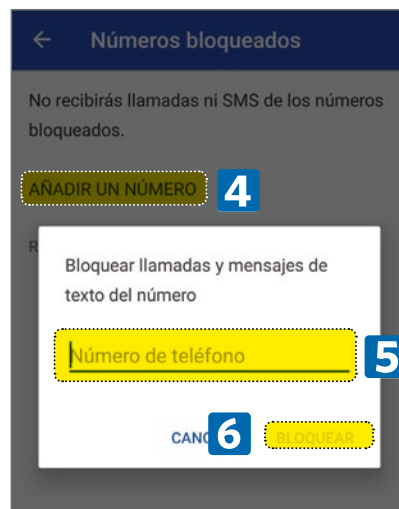 Números bloqueados
No recibirás llamadas ni SMS de los números
bloqueados.
AÑADIR UN NÚMERO 4
Bloquear llamadas y mensajes de
texto del número
Número de teléfono 5
6 BLOQUEAR